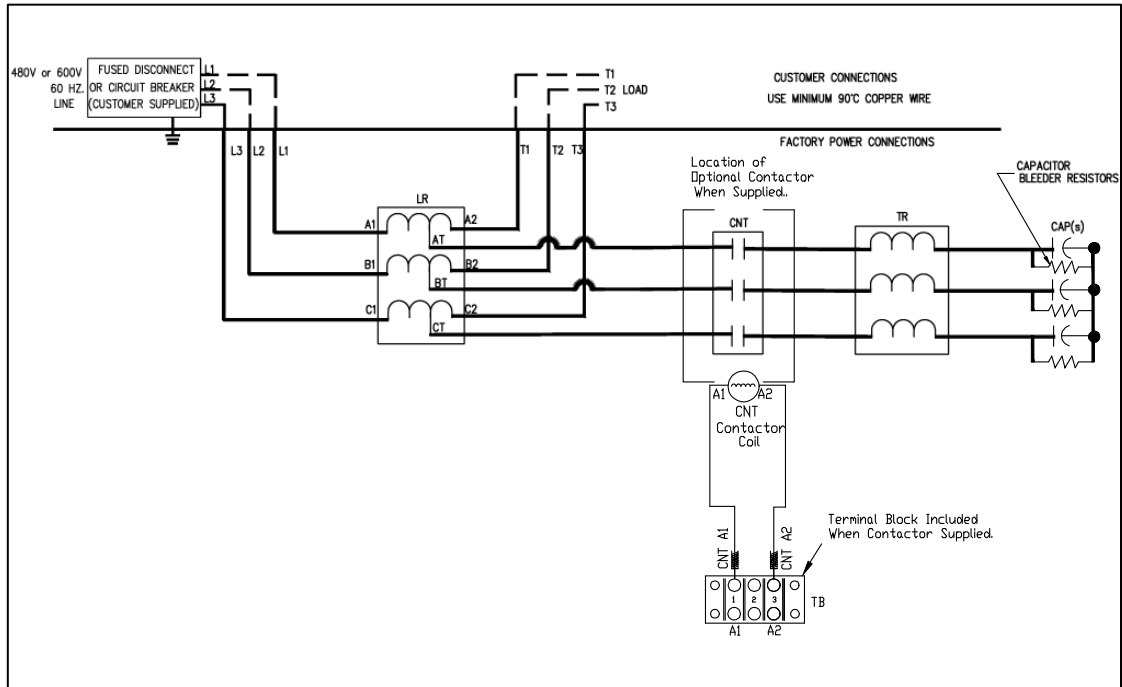 480V or 600V
60 HZ.
LINE
FUSED DISCONNECT
OR CIRCUIT BREAKER
(CUSTOMER SUPPLIED)
L1
L2
L3
T1
T2 LOAD
T3
CUSTOMER CONNECTIONS
USE MINIMUM 90°C COPPER WIRE
FACTORY POWER CONNECTIONS
L3
L2
L1
T1
T2
T3
Location of
Optional Contactor
When Supplied..
CAPACITOR
BLEEDER RESISTORS
LR
CNT
TR
CAP(s)
A1
A2
AT
B1
B2
BT
C1
C2
CT
A1
A2
CNT
Contactor
Coil
CNT A1
CNT A2
Terminal Block Included
When Contactor Supplied.
1
2
3
TB
A1
A2